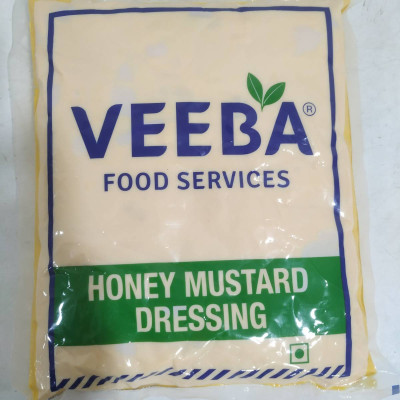 VEEBA®
FOOD SERVICES
HONEY MUSTARD
DRESSING